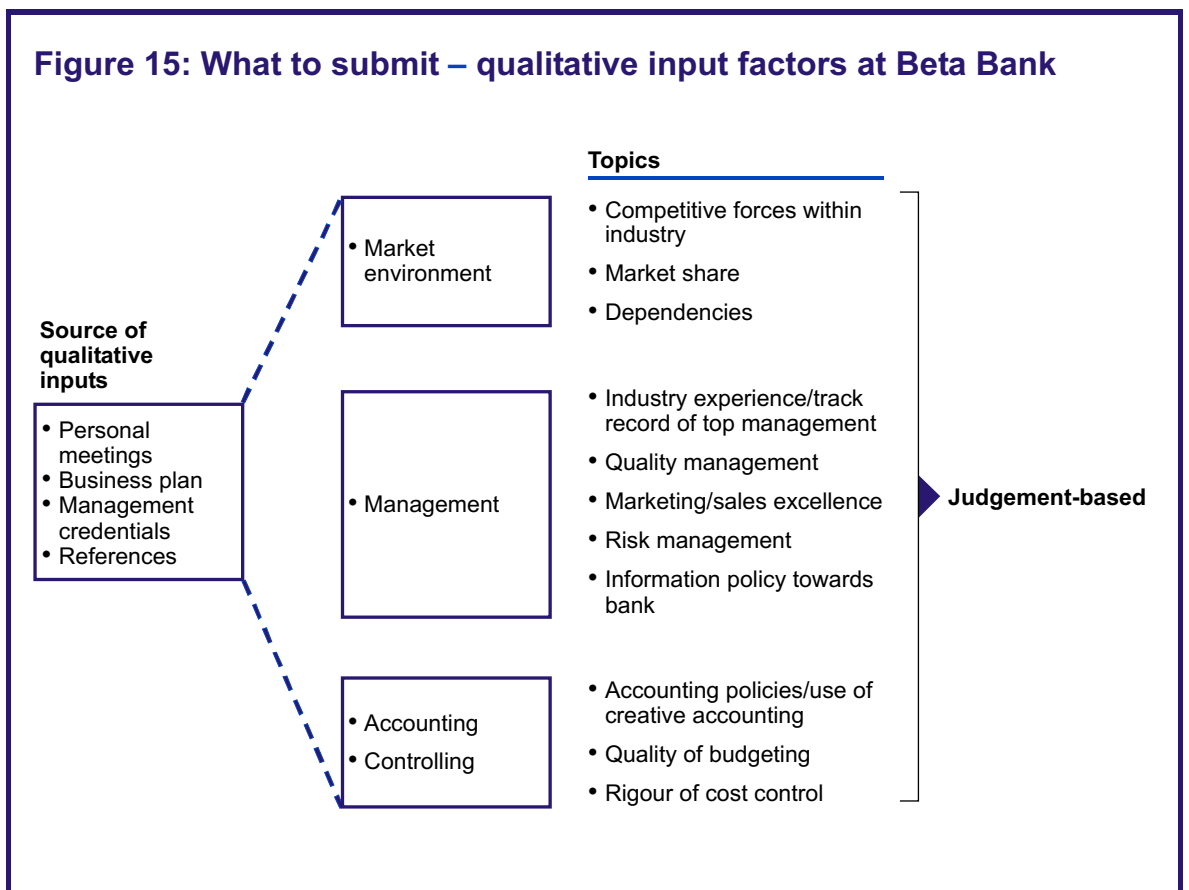 Figure 15: What to submit – qualitative input factors at Beta Bank
Source of
qualitative
inputs
• Personal
meetings
• Business plan
• Management
credentials
• References
• Market
environment
• Management
• Accounting
• Controlling
Topics
• Competitive forces within
industry
• Market share
• Dependencies
• Industry experience/track
record of top management
• Quality management
• Marketing/sales excellence
• Risk management
• Information policy towards
bank
• Accounting policies/use of
creative accounting
• Quality of budgeting
• Rigour of cost control
Judgement-based